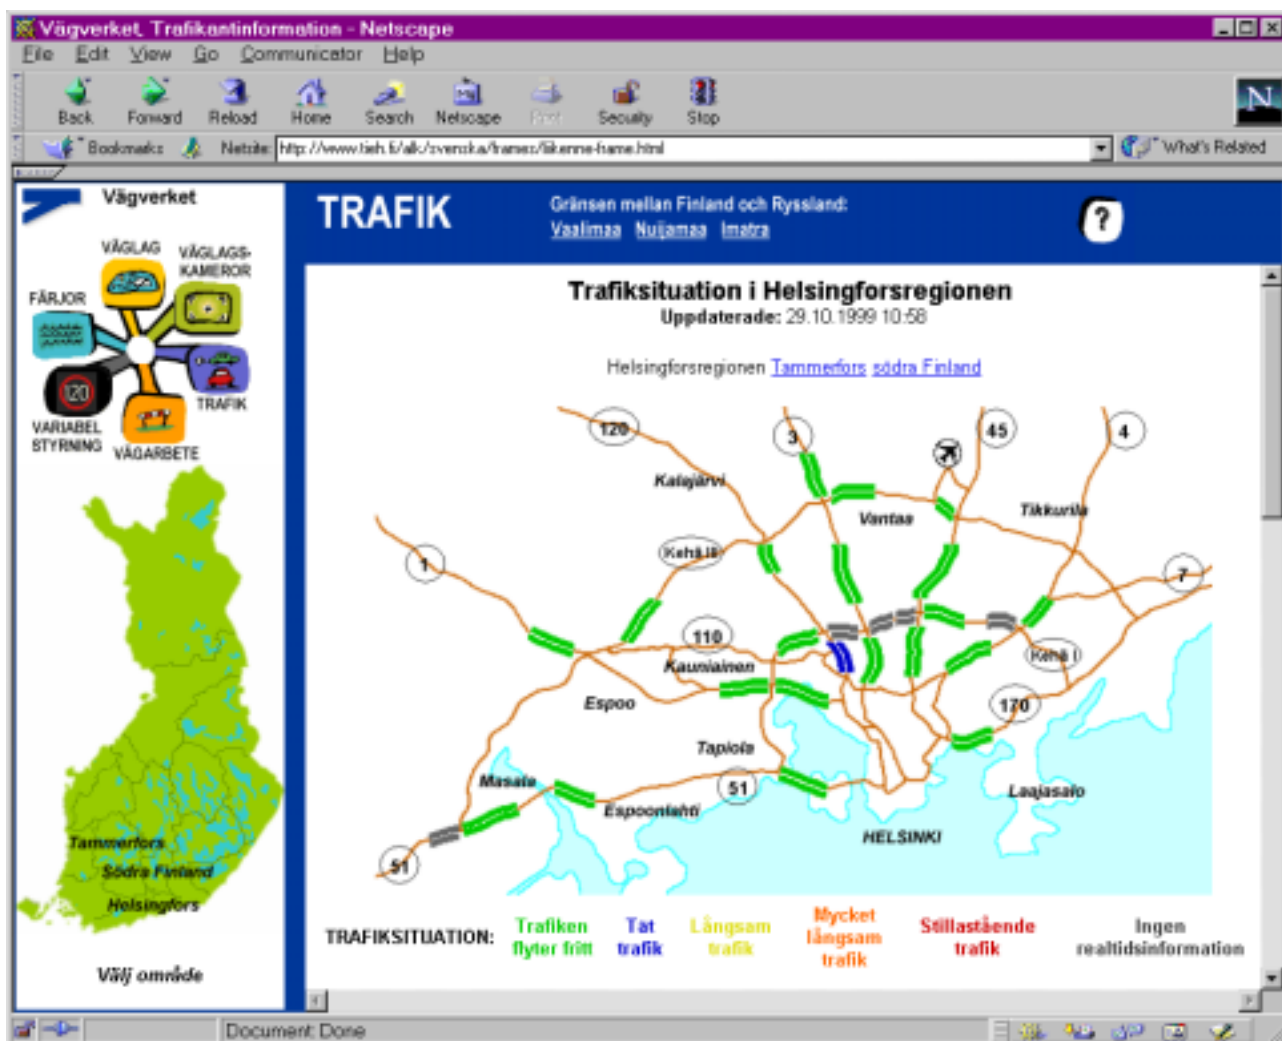 Vägverket, Trafikantinformation - Netscape
File Edit View Go Communicator Help
Back Forward Reload Home Search Netscape Print Security Stop
N
Bookmarks Netsite: http://www.tieh.fi/alk/svenska/frames/liikenne-frame.html What's Related
Vägverket
VÄGLAG
VÄGLAGS-
KAMEROR
FÄRJOR
120
TRAFIK
VARIABEL
STYRNING
VÄGARBETE
Tammerfors
Södra Finland
Helsingfors
Välj område
TRAFIK
Gränsen mellan Finland och Ryssland:
Vaalimaa Nuijamaa Imatra
?
Trafiksituation i Helsingforsregionen
Uppdaterade: 29.10.1999 10:58
Helsingforsregionen Tammerfors södra Finland
120
3
45
4
Kalajärvi
Vantaa
Tikkurila
Kehä III
1
7
110
Kauniainen
Kehä I
Espoo
170
Tapiola
Masala
51
Espoonlahti
Laajasalo
HELSINKI
51
TRAFIKSITUATION:
Trafiken
flyter fritt
Tät
trafik
Långsam
trafik
Mycket
långsam
trafik
Stillastående
trafik
Ingen
realtidsinformation
Document: Done